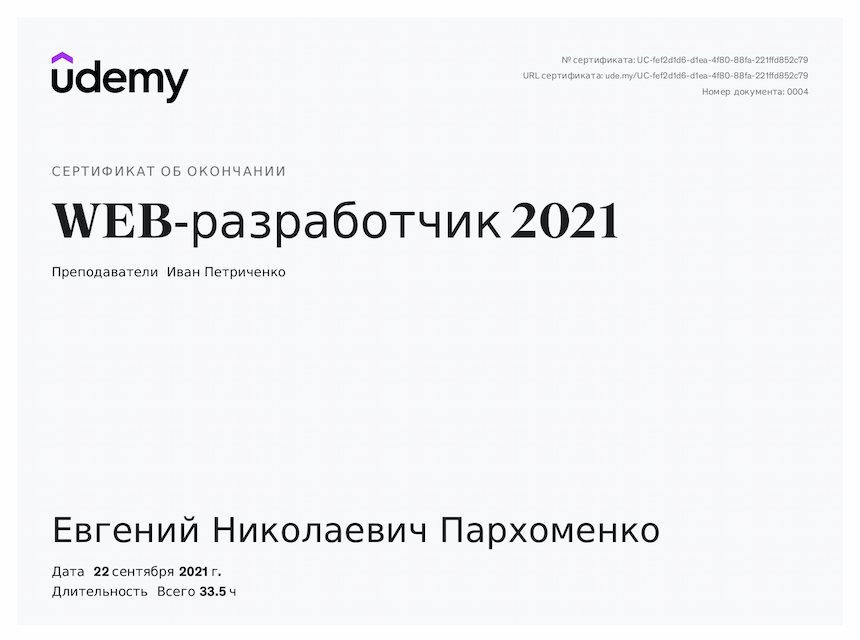 udemy
№ сертификата: UC-fef2d1d6-d1ea-4f80-88fa-221ffd852c79
URL сертификата: ude.my/UC-fef2d1d6-d1ea-4f80-88fa-221ffd852c79
Номер документа: 0004
СЕРТИФИКАТ ОБ ОКОНЧАНИИ
WEB-разработчик 2021
Преподаватели Иван Петриченко
Евгений Николаевич Пархоменко
Дата 22 сентября 2021 г.
Длительность Всего 33.5 ч